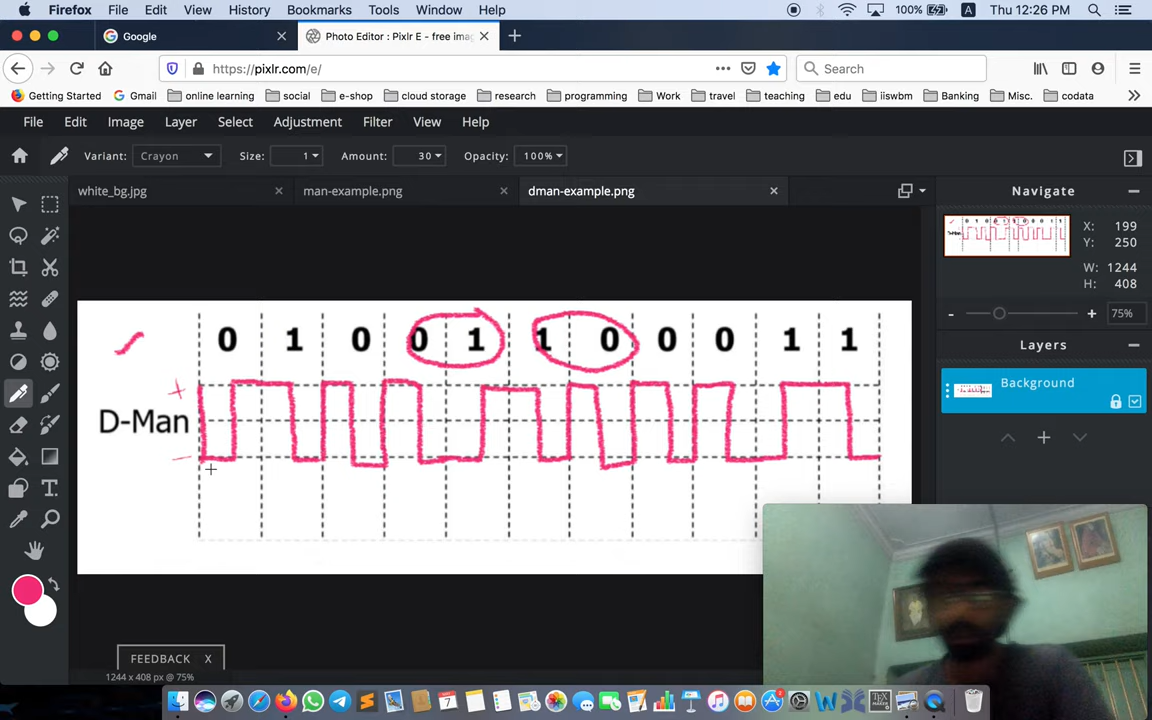 Firefox File Edit View History Bookmarks Tools Window Help 100% A Thu 12:26 PM
Google Photo Editor : Pixlr E - free imag
https://pixlr.com/e/ Search
Getting Started Gmail online learning social e-shop cloud storage research programming Work travel teaching edu iiswbm Banking Misc. codata
File Edit Image Layer Select Adjustment Filter View Help
Variant: Crayon Size: 1 Amount: 30 Opacity: 100%
white_bg.jpg man-example.png dman-example.png Navigate
X: 199
Y: 250
W: 1244
H: 408
- + 75%
0 1 0 0 1 1 0 0 0 1 1
Layers
Background
+
D-Man
-
FEEDBACK X
1244 x 408 px @ 75%